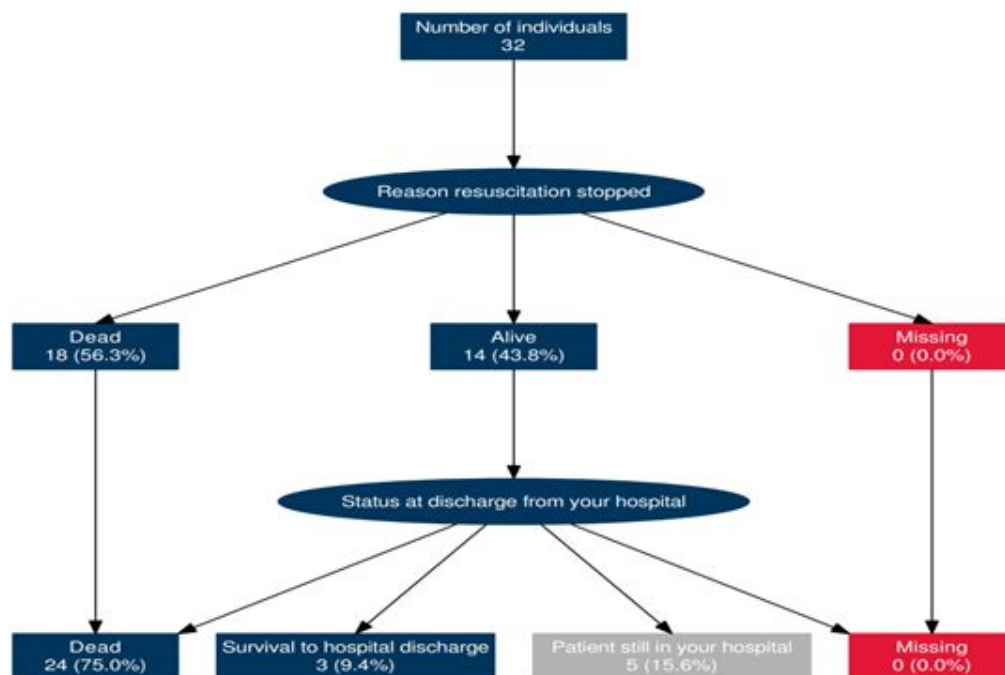 Number of individuals
32
Reason resuscitation stopped
Dead
18 (56.3%)
Alive
14 (43.8%)
Missing
0 (0.0%)
Status at discharge from your hospital
Dead
24 (75.0%)
Survival to hospital discharge
3 (9.4%)
Patient still in your hospital
5 (15.6%)
Missing
0 (0.0%)